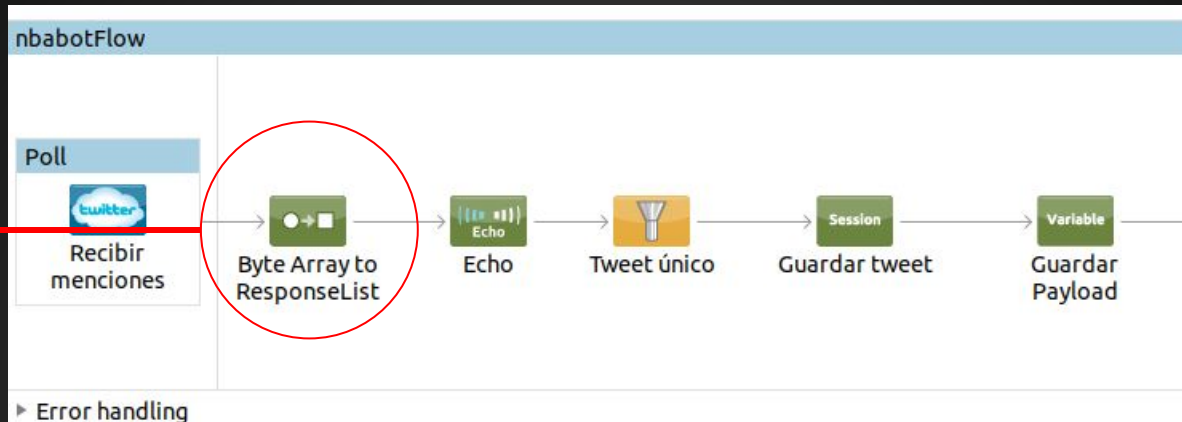 nbabotFlow
Poll
twitter
Recibir
menciones
Byte Array to
ResponseList
Echo
Echo
Tweet único
Session
Guardar tweet
Variable
Guardar
Payload
Error handling